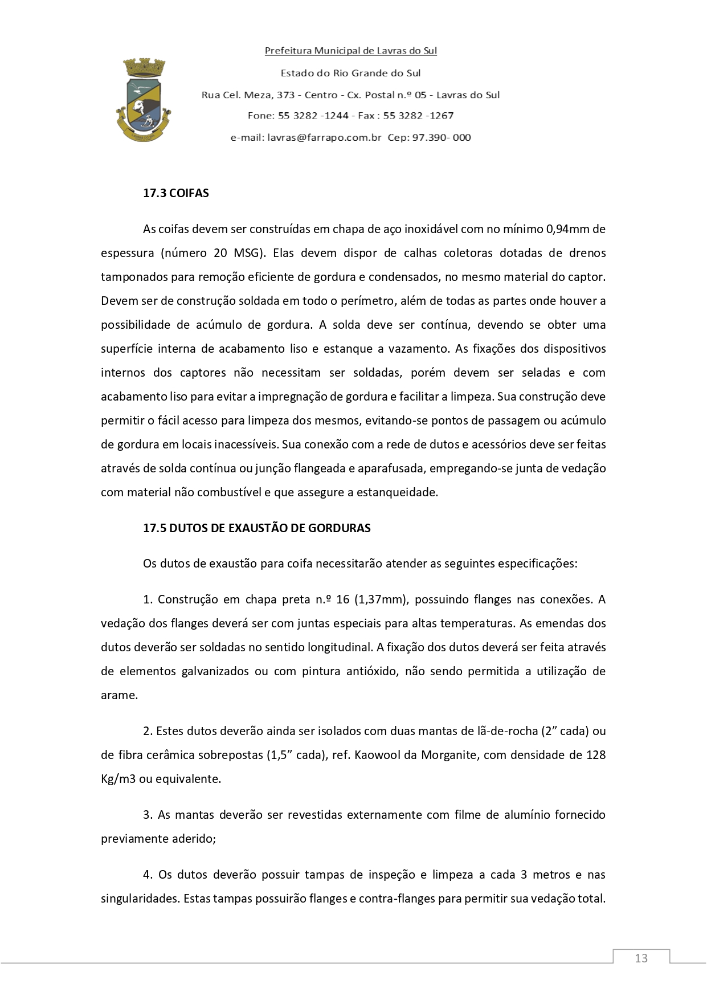 Prefeitura Municipal de Lavras do Sul
Estado do Rio Grande do Sul
Rua Cel. Meza, 373 - Centro - Cx. Postal n.º 05 - Lavras do Sul
Fone: 55 3282 -1244 - Fax : 55 3282 -1267
e-mail: lavras@farrapo.com.br Cep: 97.390- 000
LAVRAS DO SUL
17.3 COIFAS
As coifas devem ser construídas em chapa de aço inoxidável com no mínimo 0,94mm de
espessura (número 20 MSG). Elas devem dispor de calhas coletoras dotadas de drenos
tamponados para remoção eficiente de gordura e condensados, no mesmo material do captor.
Devem ser de construção soldada em todo o perímetro, além de todas as partes onde houver a
possibilidade de acúmulo de gordura. A solda deve ser contínua, devendo se obter uma
superfície interna de acabamento liso e estanque a vazamento. As fixações dos dispositivos
internos dos captores não necessitam ser soldadas, porém devem ser seladas e com
acabamento liso para evitar a impregnação de gordura e facilitar a limpeza. Sua construção deve
permitir o fácil acesso para limpeza dos mesmos, evitando-se pontos de passagem ou acúmulo
de gordura em locais inacessíveis. Sua conexão com a rede de dutos e acessórios deve ser feitas
através de solda contínua ou junção flangeada e aparafusada, empregando-se junta de vedação
com material não combustível e que assegure a estanqueidade.
17.5 DUTOS DE EXAUSTÃO DE GORDURAS
Os dutos de exaustão para coifa necessitarão atender as seguintes especificações:
1. Construção em chapa preta n.º 16 (1,37mm), possuindo flanges nas conexões. A
vedação dos flanges deverá ser com juntas especiais para altas temperaturas. As emendas dos
dutos deverão ser soldadas no sentido longitudinal. A fixação dos dutos deverá ser feita através
de elementos galvanizados ou com pintura antióxido, não sendo permitida a utilização de
arame.
2. Estes dutos deverão ainda ser isolados com duas mantas de lã-de-rocha (2” cada) ou
de fibra cerâmica sobrepostas (1,5” cada), ref. Kaowool da Morganite, com densidade de 128
Kg/m3 ou equivalente.
3. As mantas deverão ser revestidas externamente com filme de alumínio fornecido
previamente aderido;
4. Os dutos deverão possuir tampas de inspeção e limpeza a cada 3 metros e nas
singularidades. Estas tampas possuirão flanges e contra-flanges para permitir sua vedação total.
13